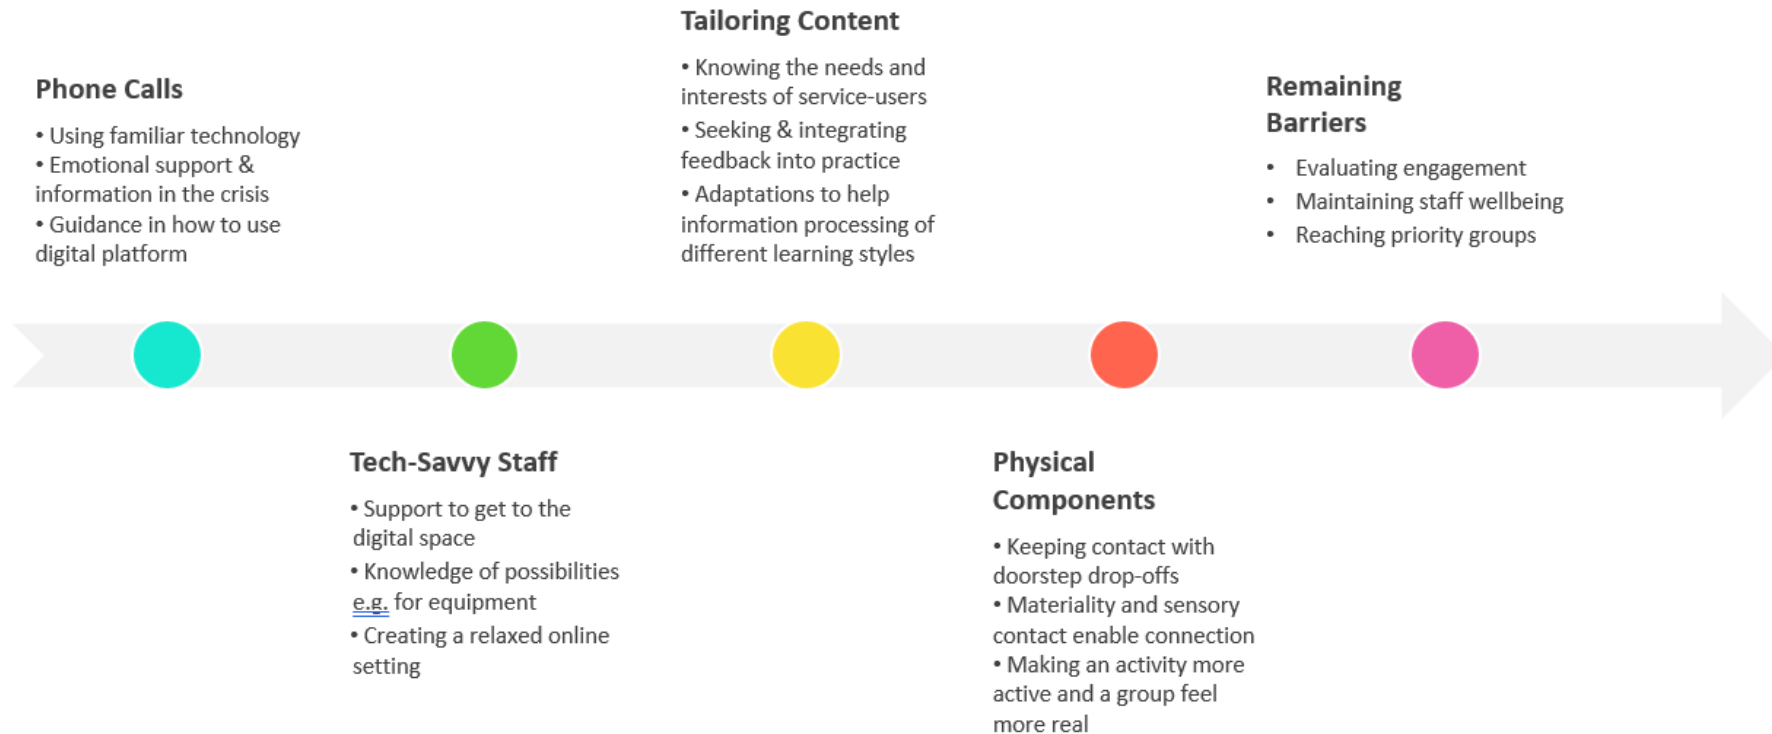 Phone Calls
• Using familiar technology
• Emotional support &
information in the crisis
• Guidance in how to use
digital platform
Tech-Savvy Staff
• Support to get to the
digital space
• Knowledge of possibilities
e.g. for equipment
• Creating a relaxed online
setting
Tailoring Content
• Knowing the needs and
interests of service-users
• Seeking & integrating
feedback into practice
• Adaptations to help
information processing of
different learning styles
Physical
Components
• Keeping contact with
doorstep drop-offs
• Materiality and sensory
contact enable connection
• Making an activity more
active and a group feel
more real
Remaining
Barriers
• Evaluating engagement
• Maintaining staff wellbeing
• Reaching priority groups